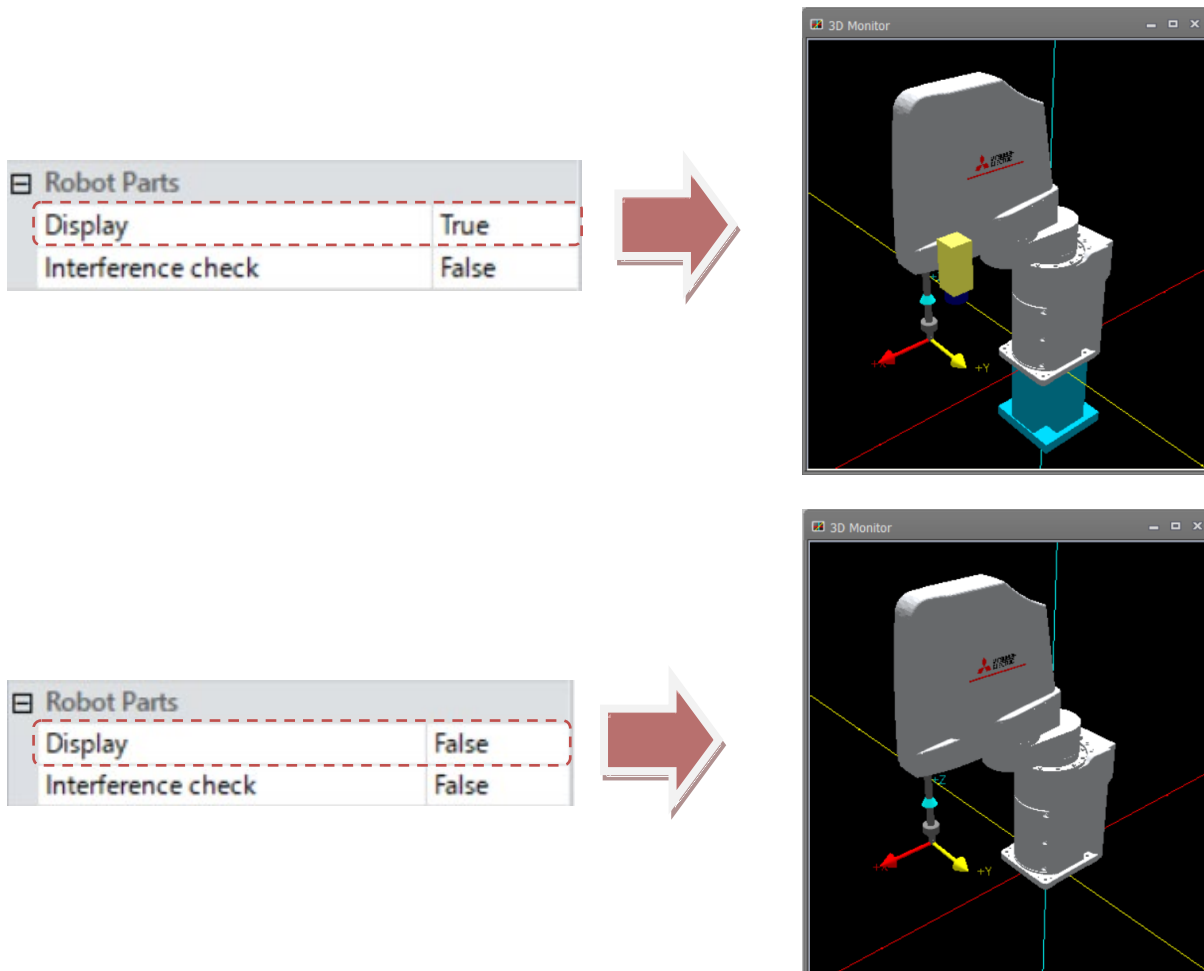 3D Monitor
Robot Parts
Display True
Interference check False
+Y
3D Monitor
Robot Parts
Display False
Interference check False
+Z
+Y